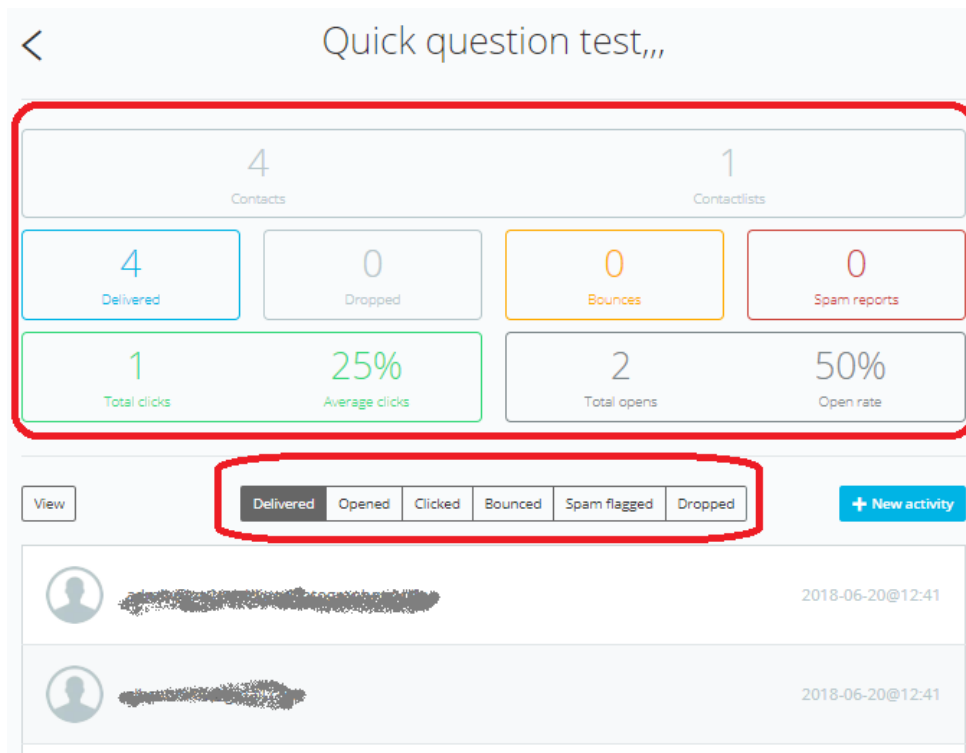 Quick question test,,,
4 1
Contacts Contactlists
4 0 0 0
Delivered Dropped Bounces Spam reports
1 25% 2 50%
Total clicks Average clicks Total opens Open rate
View Delivered Opened Clicked Bounced Spam flagged Dropped + New activity
2018-06-20@12:41
2018-06-20@12:41